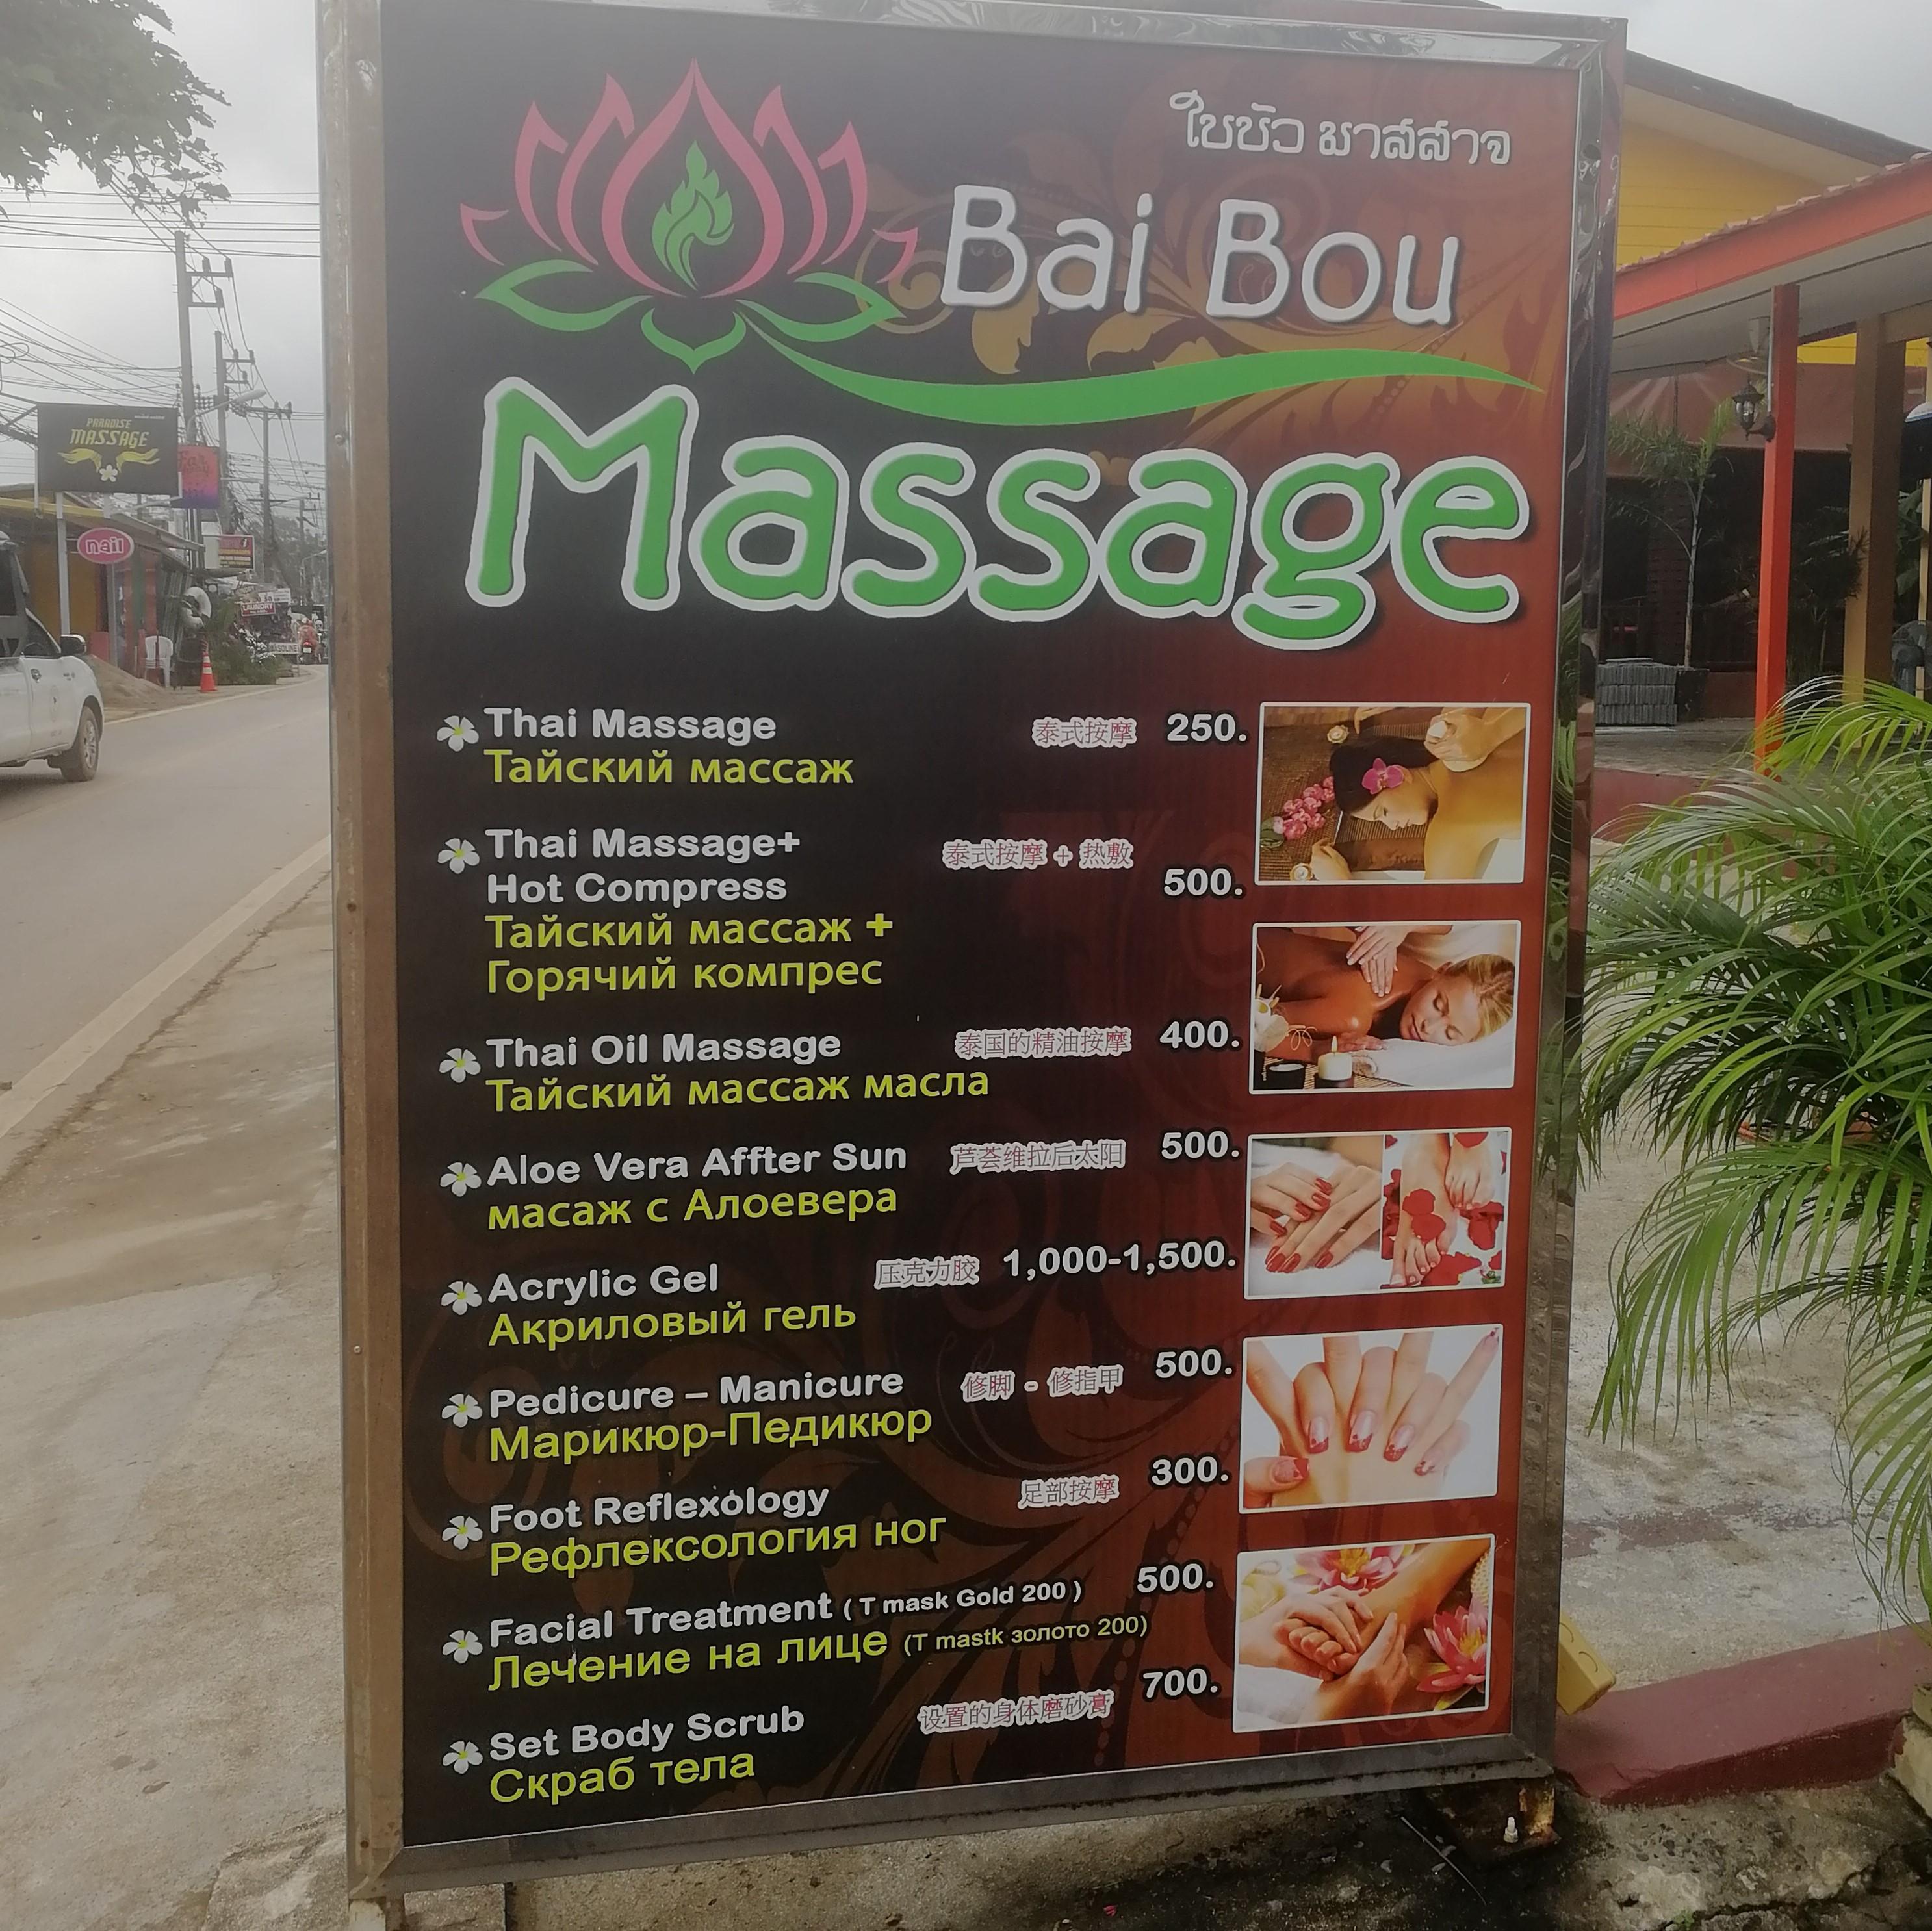 ใบบัว มาสสาจ
Bai Bou
Massage
Thai Massage 泰式按摩 250.
Тайский массаж
Thai Massage+ 泰式按摩 + 热敷
Hot Compress 500.
Тайский массаж +
Горячий компрес
Thai Oil Massage 泰国的精油按摩 400.
Тайский массаж масла
Aloe Vera Affter Sun 芦荟维拉后太阳 500.
масаж с Алоевера
Acrylic Gel 压克力胶 1,000-1,500.
Акриловый гель
Pedicure – Manicure 修脚 - 修指甲 500.
Марикюр-Педикюр
Foot Reflexology 足部按摩 300.
Рефлексология ног
Facial Treatment ( T mask Gold 200 ) 500.
Лечение на лице (T mastk золото 200)
Set Body Scrub 设置的身体磨砂膏 700.
Скраб тела
PARADISE
MASSAGE
nail
LAUNDRY
GASOLINE